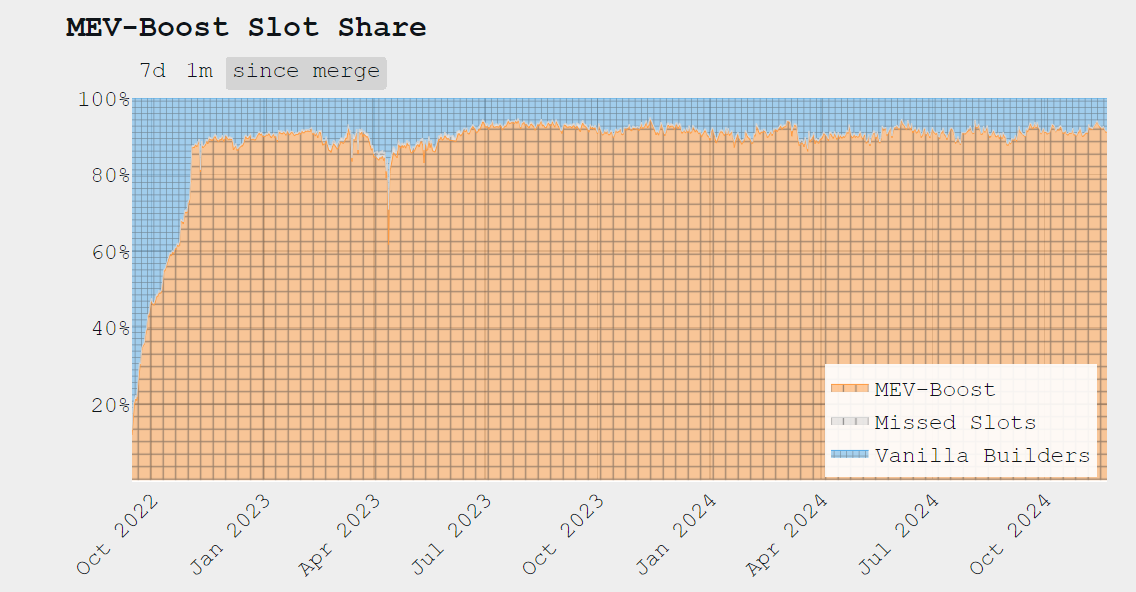 MEV-Boost Slot Share
7d 1m since merge
100%
80%
60%
40%
20%
MEV-Boost
Missed Slots
Vanilla Builders
Oct 2022 Jan 2023 Apr 2023 Jul 2023 Oct 2023 Jan 2024 Apr 2024 Jul 2024 Oct 2024